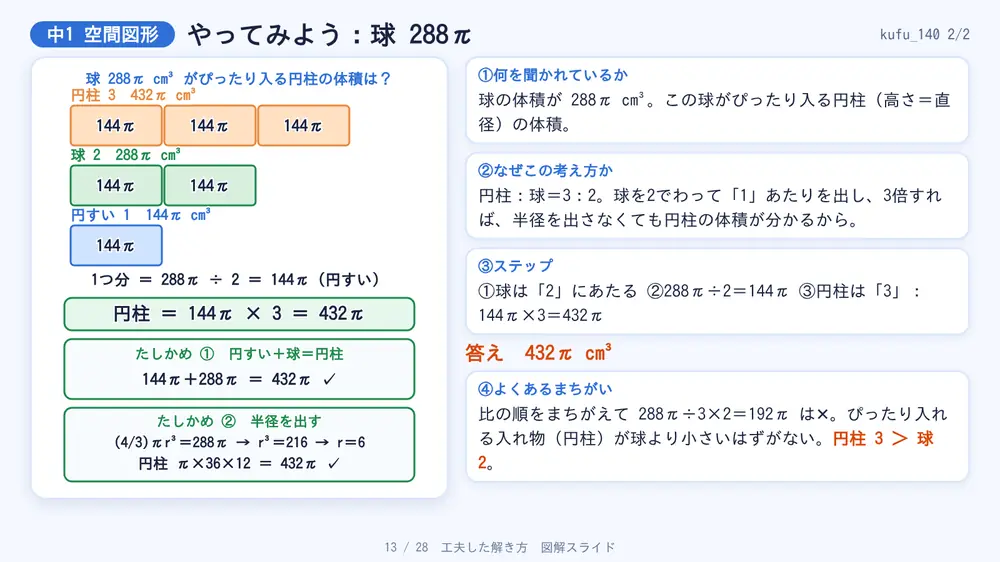 中1 空間図形
やってみよう：球 288π
kufu_140 2/2
球 288π cm³ がぴったり入る円柱の体積は？
円柱 3 432π cm³
144π 144π 144π
球 2 288π cm³
144π 144π
円すい 1 144π cm³
144π
1つ分 ＝ 288π ÷ 2 ＝ 144π（円すい）
円柱 ＝ 144π × 3 ＝ 432π
たしかめ ① 円すい＋球＝円柱
144π＋288π ＝ 432π ✓
たしかめ ② 半径を出す
(4/3)πr³＝288π → r³＝216 → r＝6
円柱 π×36×12 ＝ 432π ✓
①何を聞かれているか
球の体積が 288π cm³。この球がぴったり入る円柱（高さ＝直
径）の体積。
②なぜこの考え方か
円柱：球＝3：2。球を2でわって「1」あたりを出し、3倍すれ
ば、半径を出さなくても円柱の体積が分かるから。
③ステップ
①球は「2」にあたる ②288π÷2＝144π ③円柱は「3」：
144π×3＝432π
答え 432π cm³
④よくあるまちがい
比の順をまちがえて 288π÷3×2＝192π は✕。ぴったり入れ
る入れ物（円柱）が球より小さいはずがない。円柱 3 ＞ 球
2。
13 / 28 工夫した解き方 図解スライド